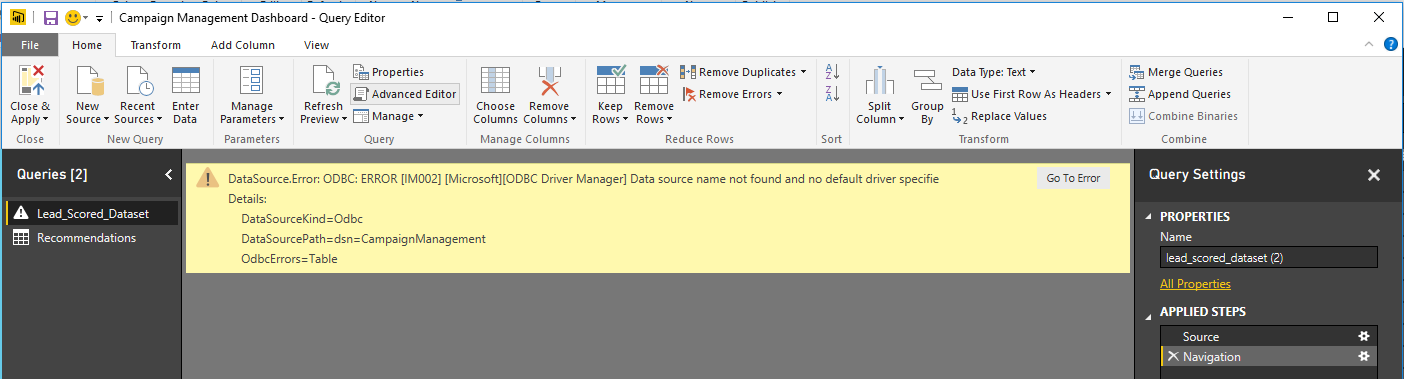 Campaign Management Dashboard - Query Editor
File Home Transform Add Column View
Close & Apply
New Source
Recent Sources
Enter Data
Manage Parameters
Refresh Preview
Properties
Advanced Editor
Manage
Choose Columns
Remove Columns
Keep Rows
Remove Rows
Remove Duplicates
Remove Errors
A
Z
Z
A
Split Column
Group By
Data Type: Text
Use First Row As Headers
1
2
Replace Values
Merge Queries
Append Queries
Combine Binaries
Close New Query Parameters Query Manage Columns Reduce Rows Sort Transform Combine
Queries [2]
Lead_Scored_Dataset
Recommendations
DataSource.Error: ODBC: ERROR [IM002] [Microsoft][ODBC Driver Manager] Data source name not found and no default driver specifie
Go To Error
Details:
DataSourceKind=Odbc
DataSourcePath=dsn=CampaignManagement
OdbcErrors=Table
Query Settings
PROPERTIES
Name
lead_scored_dataset (2)
All Properties
APPLIED STEPS
Source
Navigation